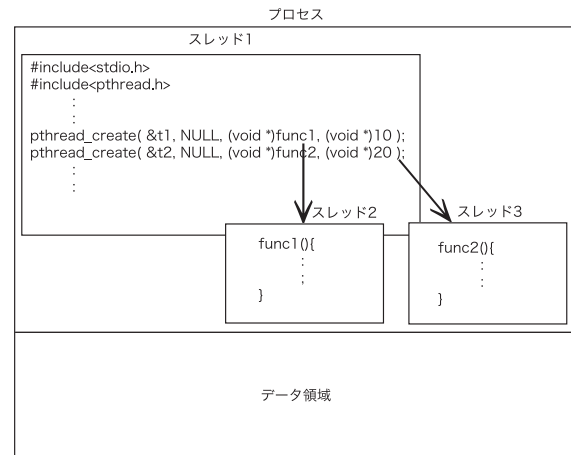 プロセス
スレッド1
#include<stdio.h>
#include<pthread.h>
:
:
pthread_create( &t1, NULL, (void *)func1, (void *)10 );
pthread_create( &t2, NULL, (void *)func2, (void *)20 );
:
:
スレッド2
スレッド3
func1(){
:
;
}
func2(){
:
:
}
データ領域